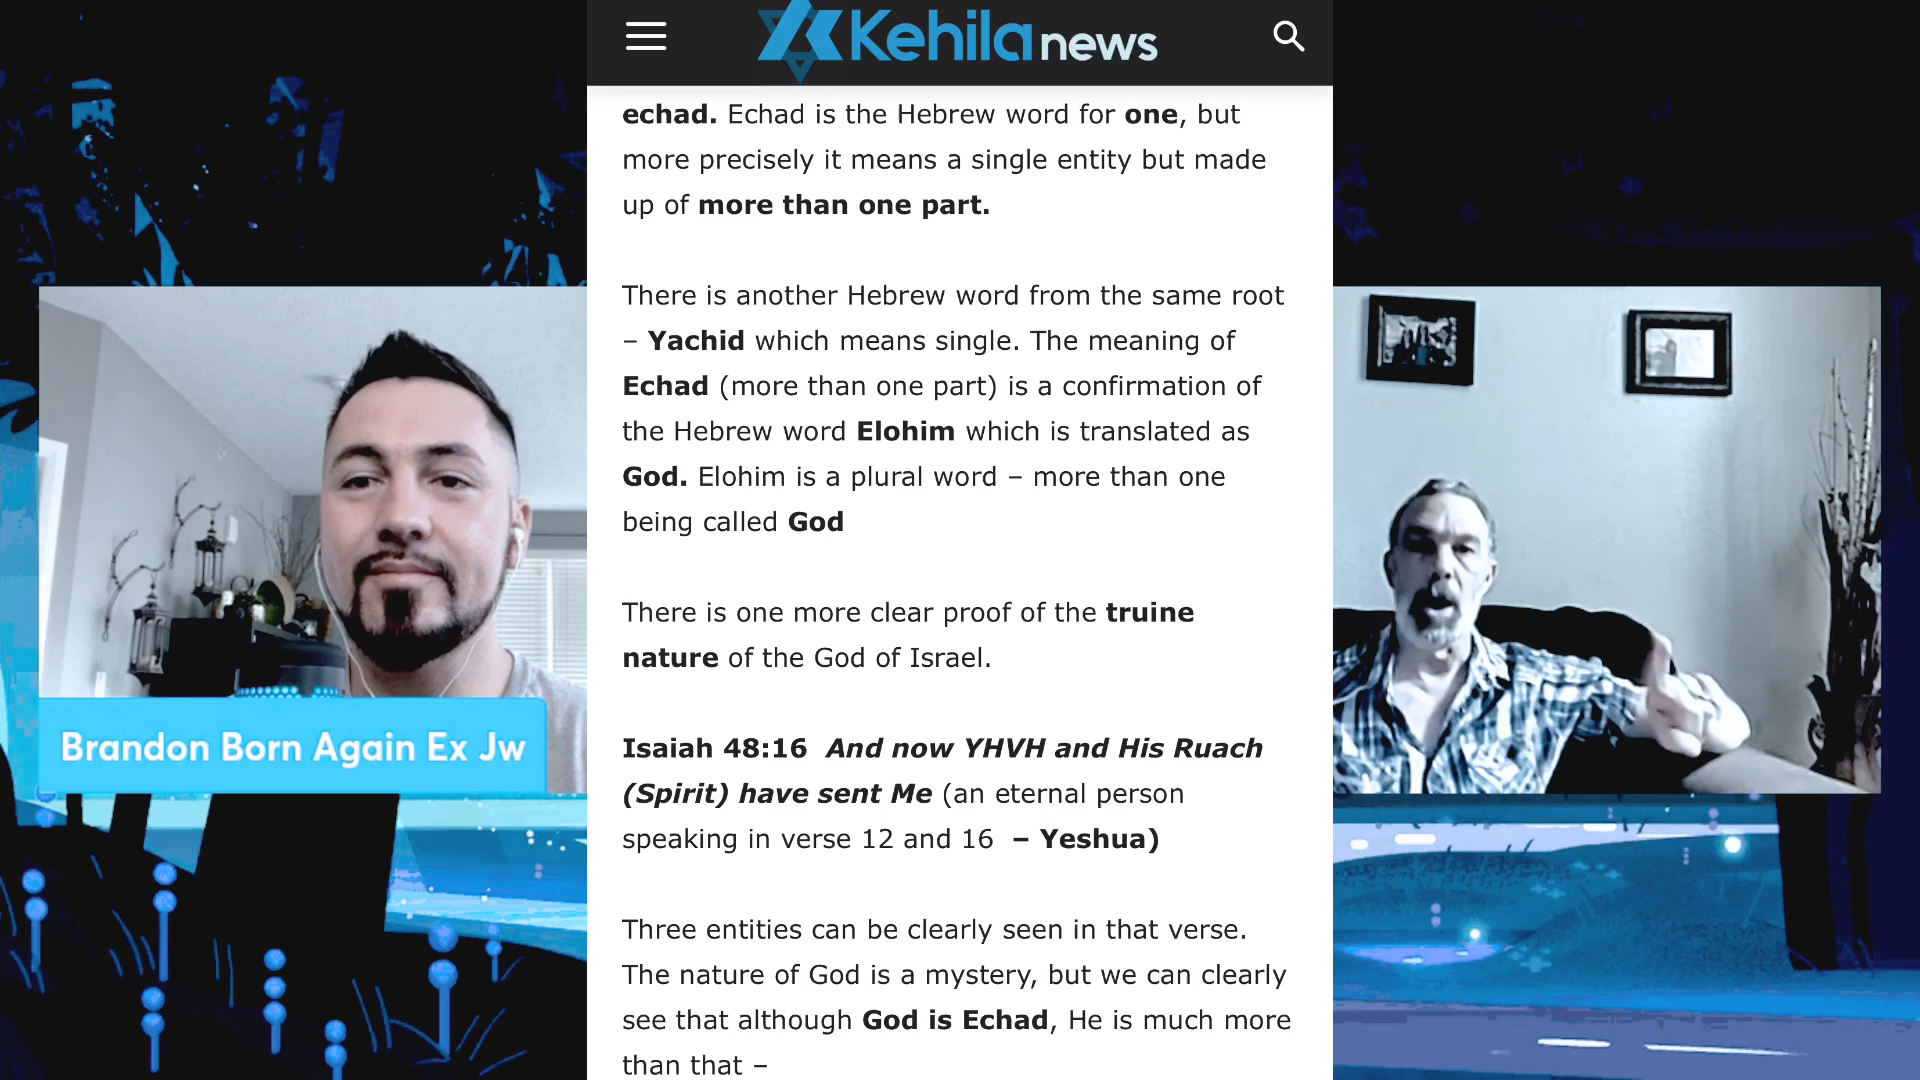 Kehila news
echad. Echad is the Hebrew word for one, but
more precisely it means a single entity but made
up of more than one part.
There is another Hebrew word from the same root
– Yachid which means single. The meaning of
Echad (more than one part) is a confirmation of
the Hebrew word Elohim which is translated as
God. Elohim is a plural word – more than one
being called God
There is one more clear proof of the truine
nature of the God of Israel.
Isaiah 48:16 And now YHVH and His Ruach
(Spirit) have sent Me (an eternal person
speaking in verse 12 and 16 – Yeshua)
Three entities can be clearly seen in that verse.
The nature of God is a mystery, but we can clearly
see that although God is Echad, He is much more
than that –
Brandon Born Again Ex Jw